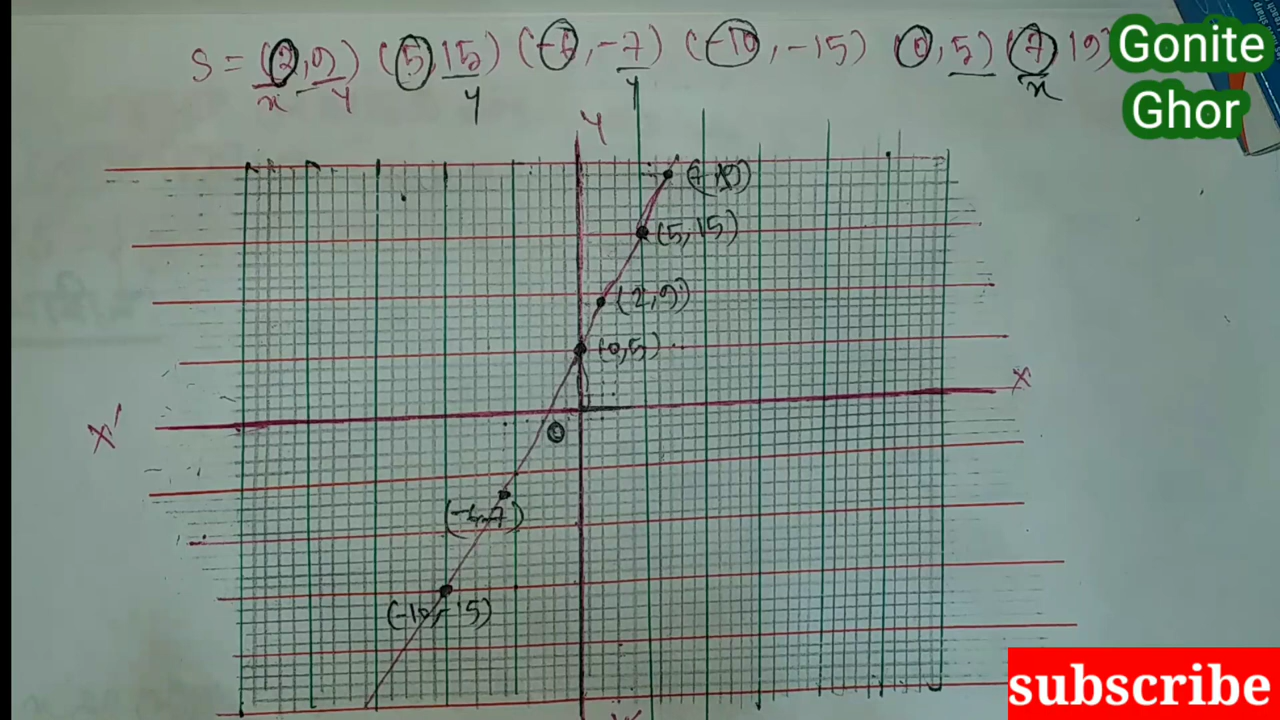 S = (2, 9) (5, 15) (-6, -7) (-10, -15) (0, 5) (7, 19)
x y y y x
Gonite
Ghor
Y
(7, 19)
(5, 15)
(2, 9)
(0, 5)
X
X'
O
(-6, -7)
(-10, -15)
subscribe